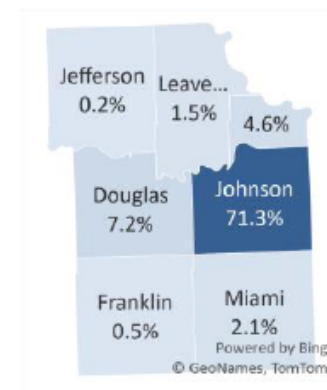 Jefferson
0.2%
Leave...
1.5%
4.6%
Douglas
7.2%
Johnson
71.3%
Franklin
0.5%
Miami
2.1%
Powered by Bing
© GeoNames, TomTom